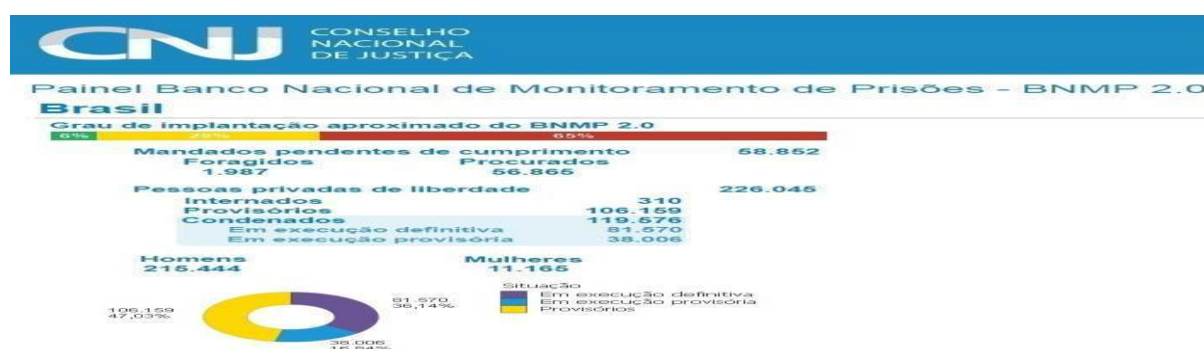 CNJ
CONSELHO
NACIONAL
DE JUSTIÇA
Painel Banco Nacional de Monitoramento de Prisões - BNMP 2.0
Brasil
Grau de implantação aproximado do BNMP 2.0
6% 29% 65%
Mandados pendentes de cumprimento 58.852
Foragidos Procurados
1.987 56.865
Pessoas privadas de liberdade 226.045
Internados 310
Provisórios 106.159
Condenados 119.576
Em execução definitiva 81.570
Em execução provisória 38.006
Homens Mulheres
215.444 11.165
Situação
Em execução definitiva
Em execução provisória
Provisórios
81.570
36,14%
106.159
47,03%
38.006
16,84%